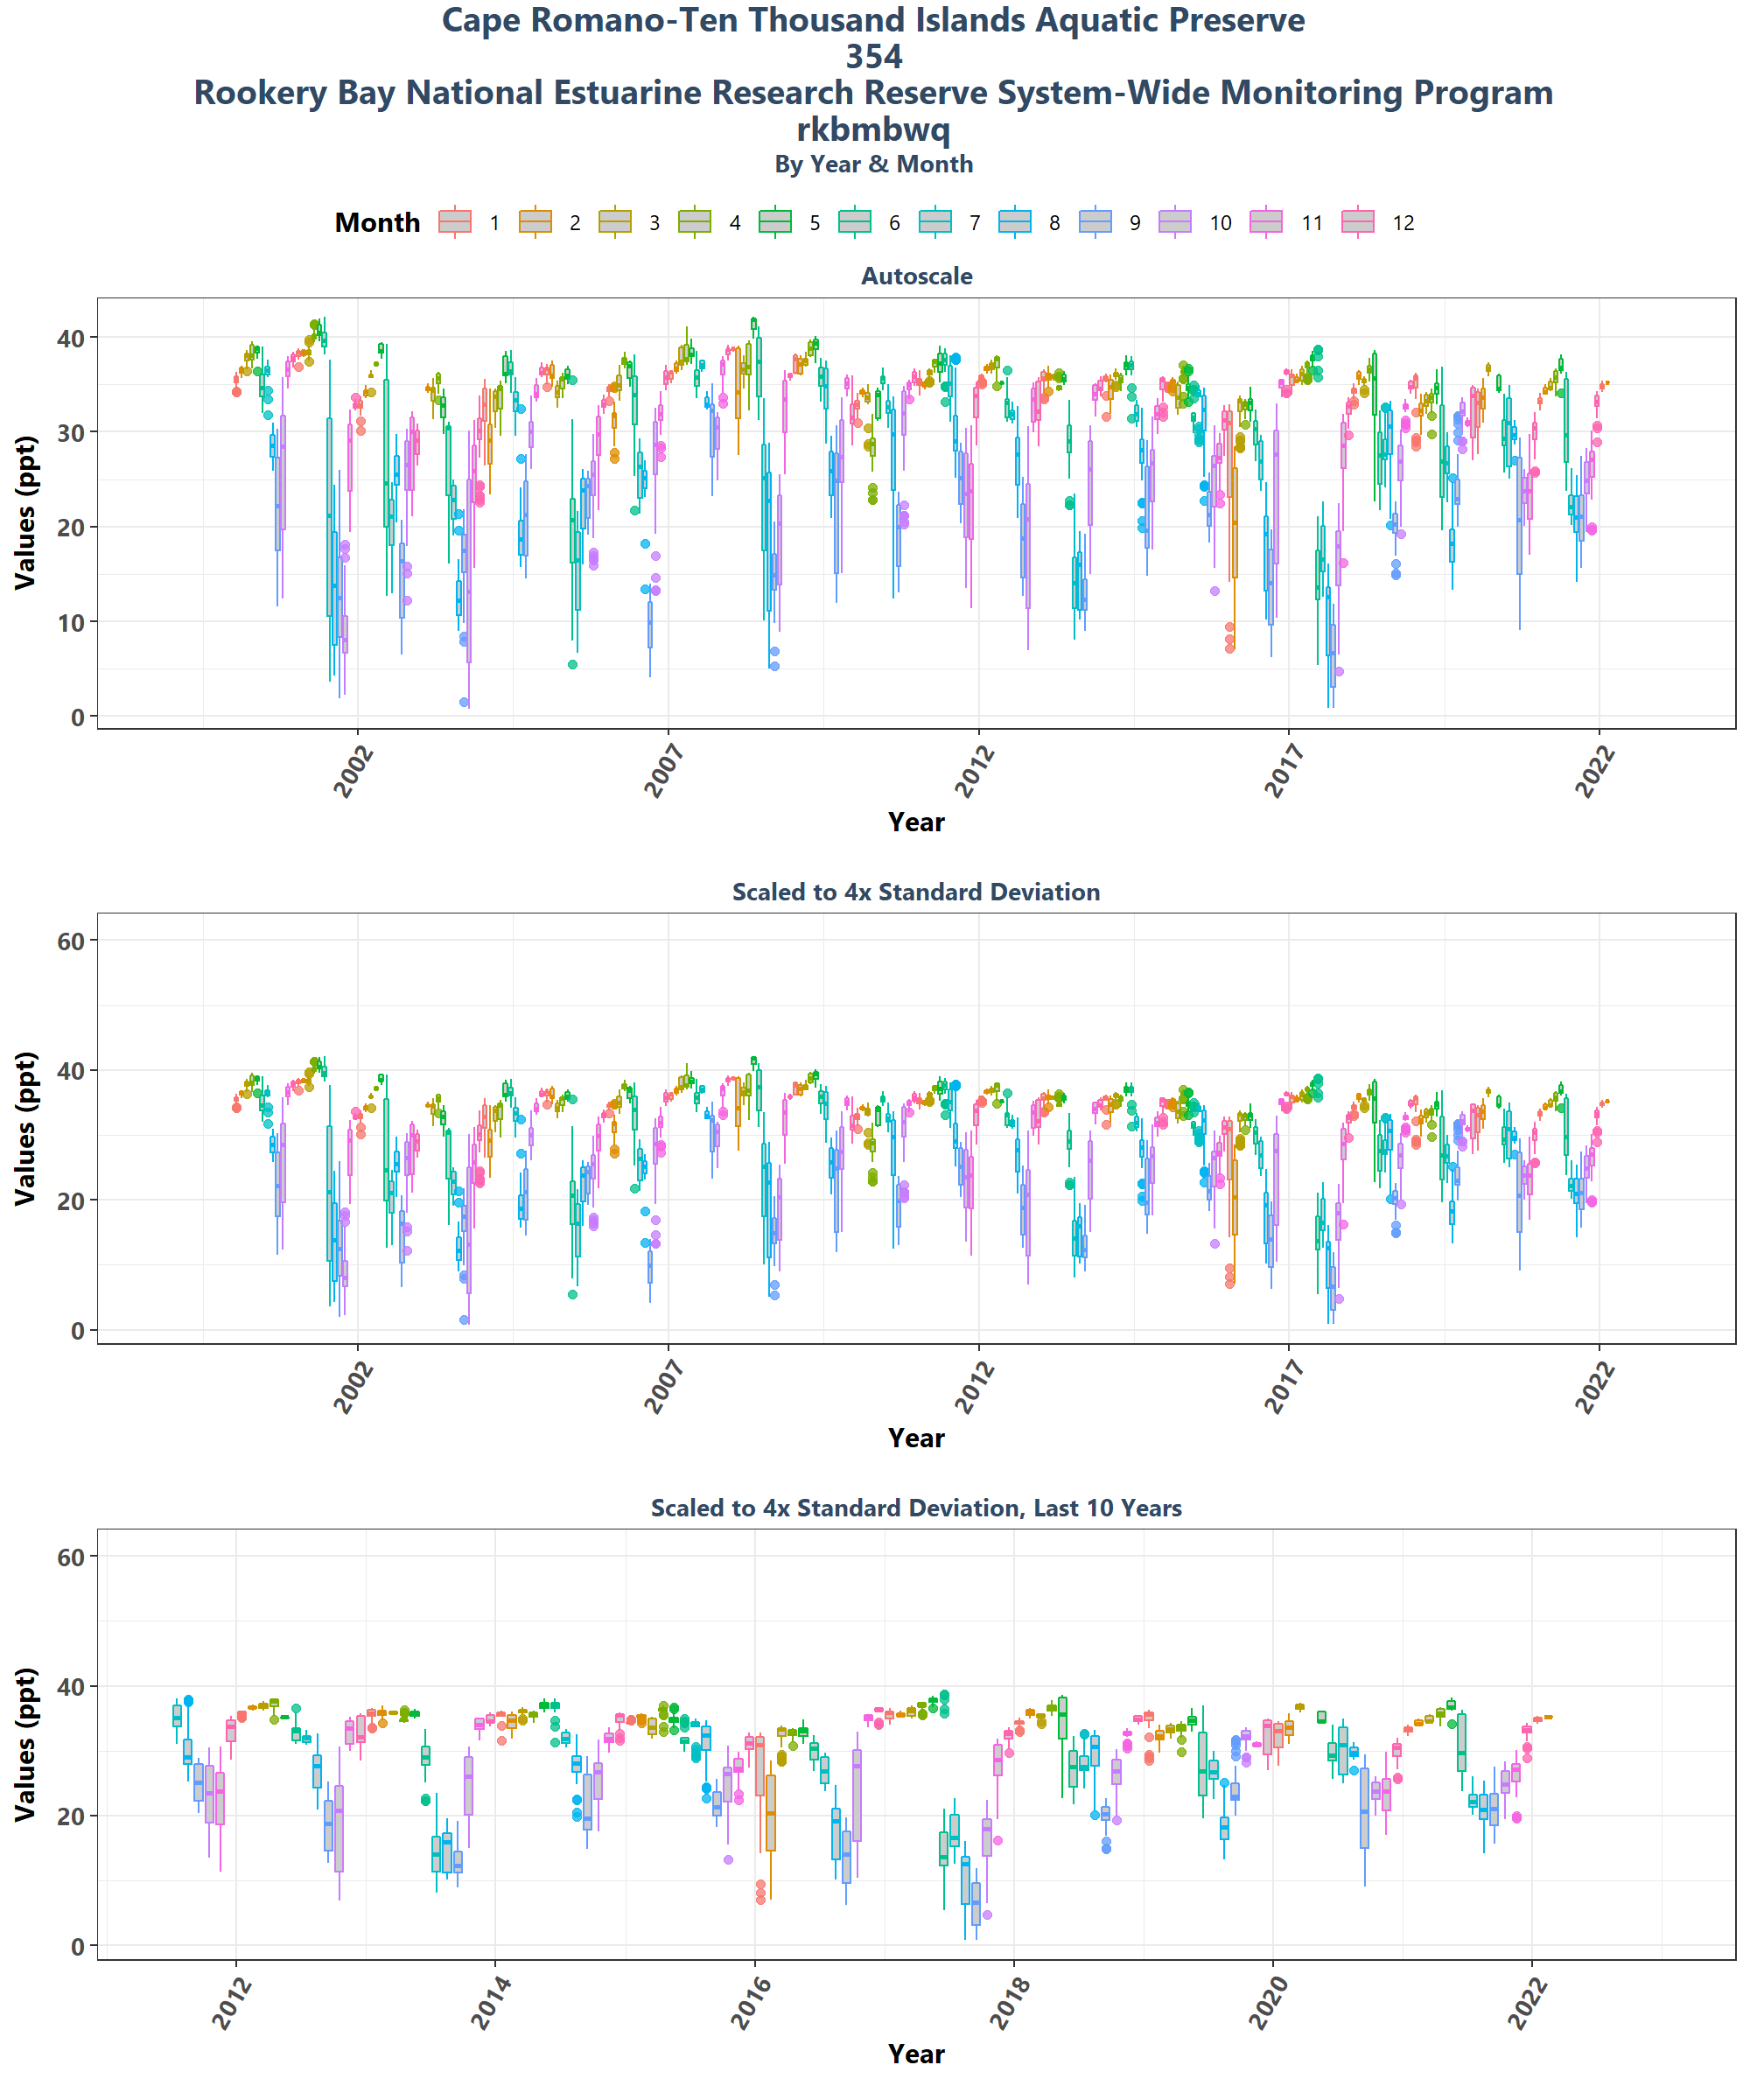 Cape Romano-Ten Thousand Islands Aquatic Preserve
354
Rookery Bay National Estuarine Research Reserve System-Wide Monitoring Program
rkbmbwq
By Year & Month
Month 1 2 3 4 5 6 7 8 9 10 11 12
Autoscale
Values (ppt)
40
30
20
10
0
2002 2007 2012 2017 2022
Year
Scaled to 4x Standard Deviation
Values (ppt)
60
40
20
0
2002 2007 2012 2017 2022
Year
Scaled to 4x Standard Deviation, Last 10 Years
Values (ppt)
60
40
20
0
2012 2014 2016 2018 2020 2022
Year